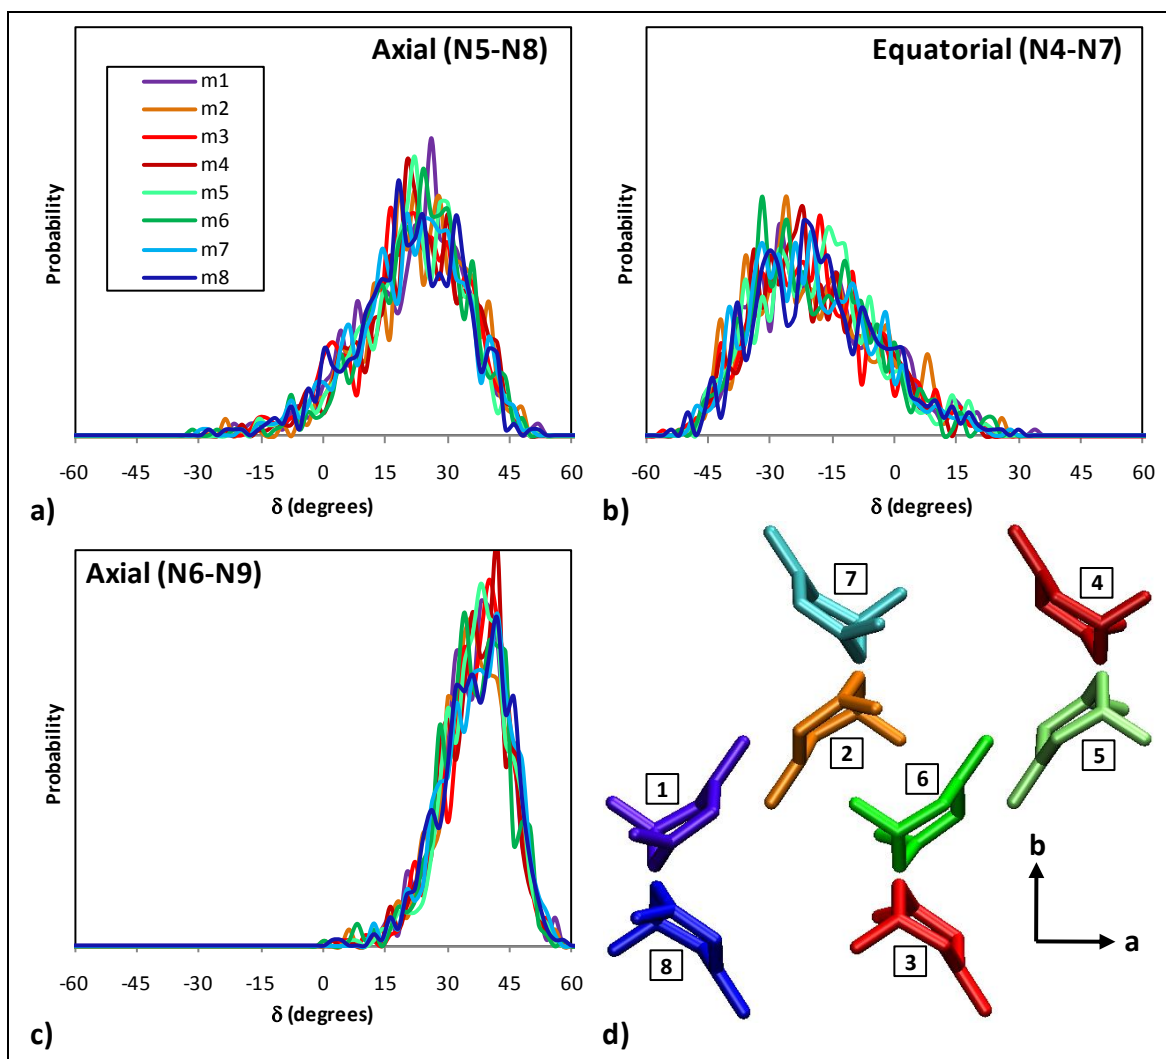 Axial (N5-N8)
m1
m2
m3
m4
m5
m6
m7
m8
Probability
-60 -45 -30 -15 0 15 30 45 60
δ (degrees)
a)
Equatorial (N4-N7)
Probability
-60 -45 -30 -15 0 15 30 45 60
δ (degrees)
b)
Axial (N6-N9)
Probability
-60 -45 -30 -15 0 15 30 45 60
δ (degrees)
c)
7
4
2
5
1
6
8
3
b
a
d)